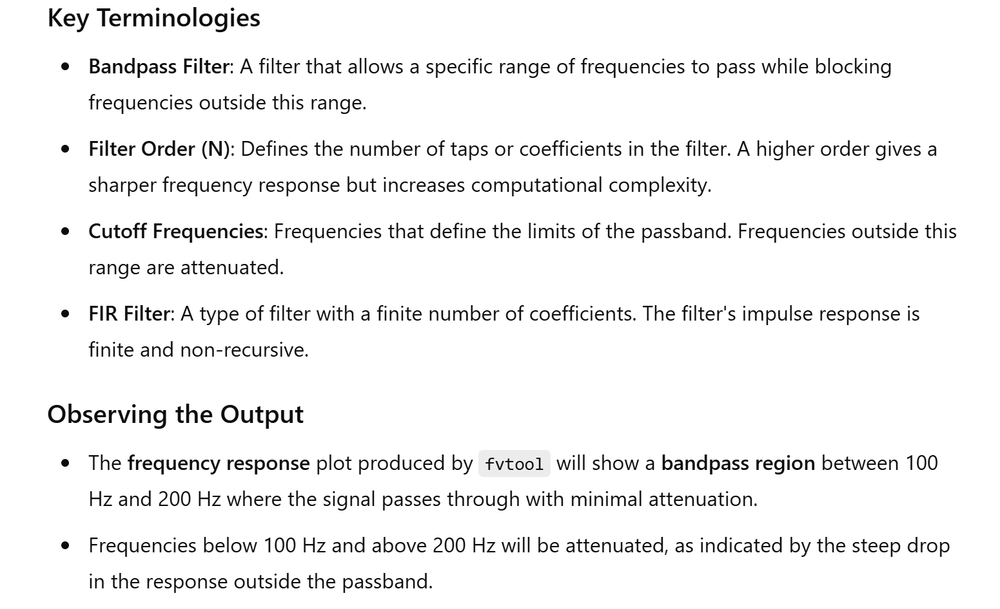 Key Terminologies
• Bandpass Filter: A filter that allows a specific range of frequencies to pass while blocking
frequencies outside this range.
• Filter Order (N): Defines the number of taps or coefficients in the filter. A higher order gives a
sharper frequency response but increases computational complexity.
• Cutoff Frequencies: Frequencies that define the limits of the passband. Frequencies outside this
range are attenuated.
• FIR Filter: A type of filter with a finite number of coefficients. The filter's impulse response is
finite and non-recursive.
Observing the Output
• The frequency response plot produced by fvtool will show a bandpass region between 100
Hz and 200 Hz where the signal passes through with minimal attenuation.
• Frequencies below 100 Hz and above 200 Hz will be attenuated, as indicated by the steep drop
in the response outside the passband.